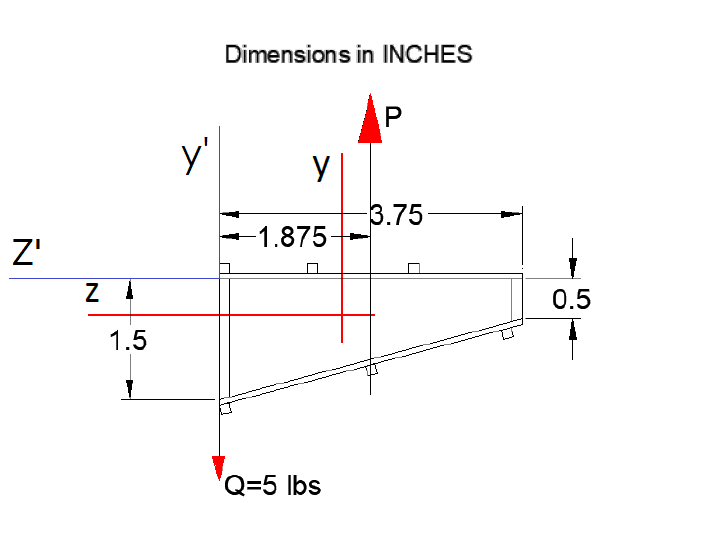 Dimensions in INCHES
P
y'
y
3.75
1.875
Z'
z
0.5
1.5
Q=5 lbs